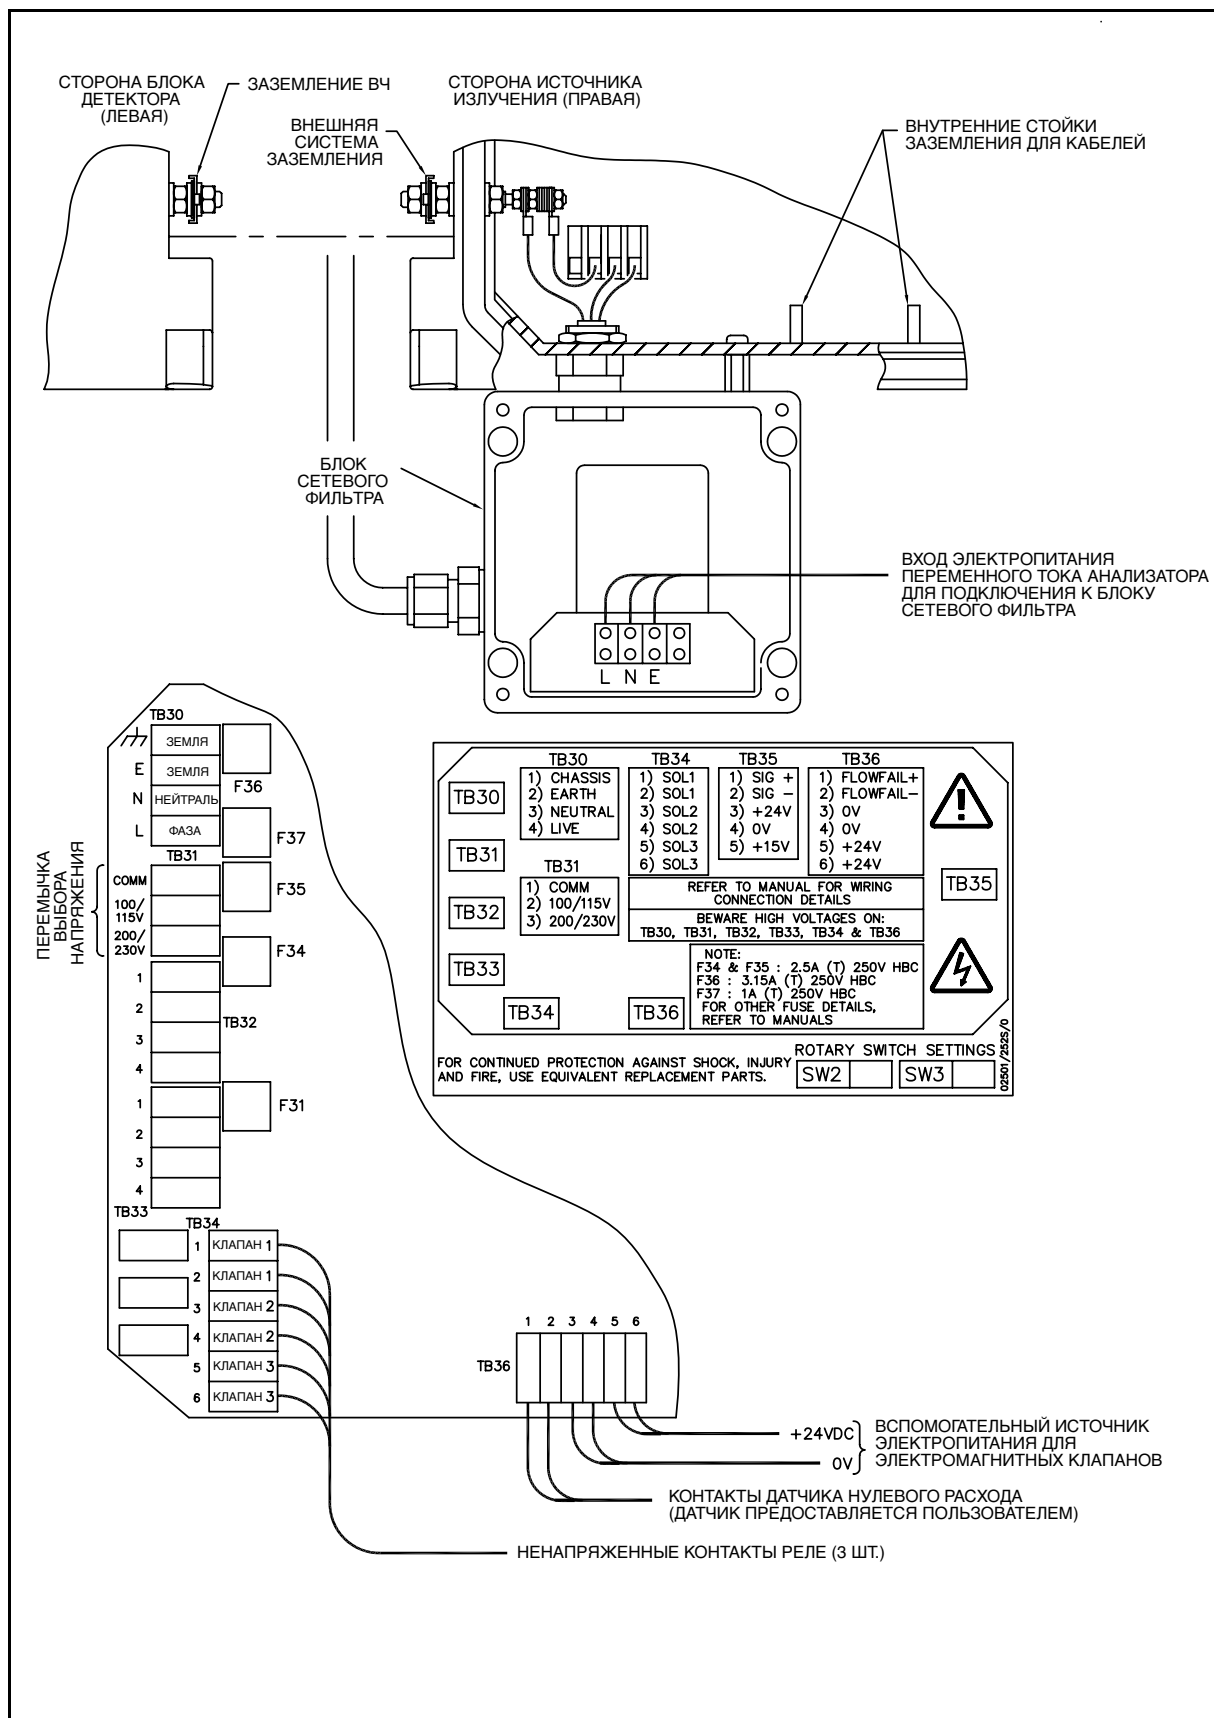 СТОРОНА БЛОКА
ДЕТЕКТОРА
(ЛЕВАЯ)
ЗАЗЕМЛЕНИЕ ВЧ
ВНЕШНЯЯ
СИСТЕМА
ЗАЗЕМЛЕНИЯ
СТОРОНА ИСТОЧНИКА
ИЗЛУЧЕНИЯ (ПРАВАЯ)
ВНУТРЕННИЕ СТОЙКИ
ЗАЗЕМЛЕНИЯ ДЛЯ КАБЕЛЕЙ
БЛОК
СЕТЕВОГО
ФИЛЬТРА
ВХОД ЭЛЕКТРОПИТАНИЯ
ПЕРЕМЕННОГО ТОКА АНАЛИЗАТОРА
ДЛЯ ПОДКЛЮЧЕНИЯ К БЛОКУ
СЕТЕВОГО ФИЛЬТРА
L N E
TB30
ЗЕМЛЯ
E ЗЕМЛЯ
F36
N НЕЙТРАЛЬ
L ФАЗА
F37
TB31
ПЕРЕМЫЧКА
ВЫБОРА
НАПРЯЖЕНИЯ
COMM
F35
100/
115V
200/
230V
F34
1
2
TB32
3
4
1
F31
2
3
4
TB33
TB34
1 КЛАПАН 1
2 КЛАПАН 1
3 КЛАПАН 2
4 КЛАПАН 2
5 КЛАПАН 3
6 КЛАПАН 3
TB30
TB31
TB32
TB33
TB34
TB36
TB35
TB30
1) CHASSIS
2) EARTH
3) NEUTRAL
4) LIVE
TB31
1) COMM
2) 100/115V
3) 200/230V
TB34
1) SOL1
2) SOL1
3) SOL2
4) SOL2
5) SOL3
6) SOL3
TB35
1) SIG +
2) SIG -
3) +24V
4) 0V
5) +15V
TB36
1) FLOWFAIL+
2) FLOWFAIL-
3) 0V
4) 0V
5) +24V
6) +24V
REFER TO MANUAL FOR WIRING
CONNECTION DETAILS
BEWARE HIGH VOLTAGES ON:
TB30, TB31, TB32, TB33, TB34 & TB36
NOTE:
F34 & F35 : 2.5A (T) 250V HBC
F36 : 3.15A (T) 250V HBC
F37 : 1A (T) 250V HBC
FOR OTHER FUSE DETAILS,
REFER TO MANUALS
FOR CONTINUED PROTECTION AGAINST SHOCK, INJURY
AND FIRE, USE EQUIVALENT REPLACEMENT PARTS.
ROTARY SWITCH SETTINGS
SW2 SW3
02501/252S/0
1 2 3 4 5 6
TB36
+24VDC
0V
ВСПОМОГАТЕЛЬНЫЙ ИСТОЧНИК
ЭЛЕКТРОПИТАНИЯ ДЛЯ
ЭЛЕКТРОМАГНИТНЫХ КЛАПАНОВ
КОНТАКТЫ ДАТЧИКА НУЛЕВОГО РАСХОДА
(ДАТЧИК ПРЕДОСТАВЛЯЕТСЯ ПОЛЬЗОВАТЕЛЕМ)
НЕНАПРЯЖЕННЫЕ КОНТАКТЫ РЕЛЕ (3 ШТ.)